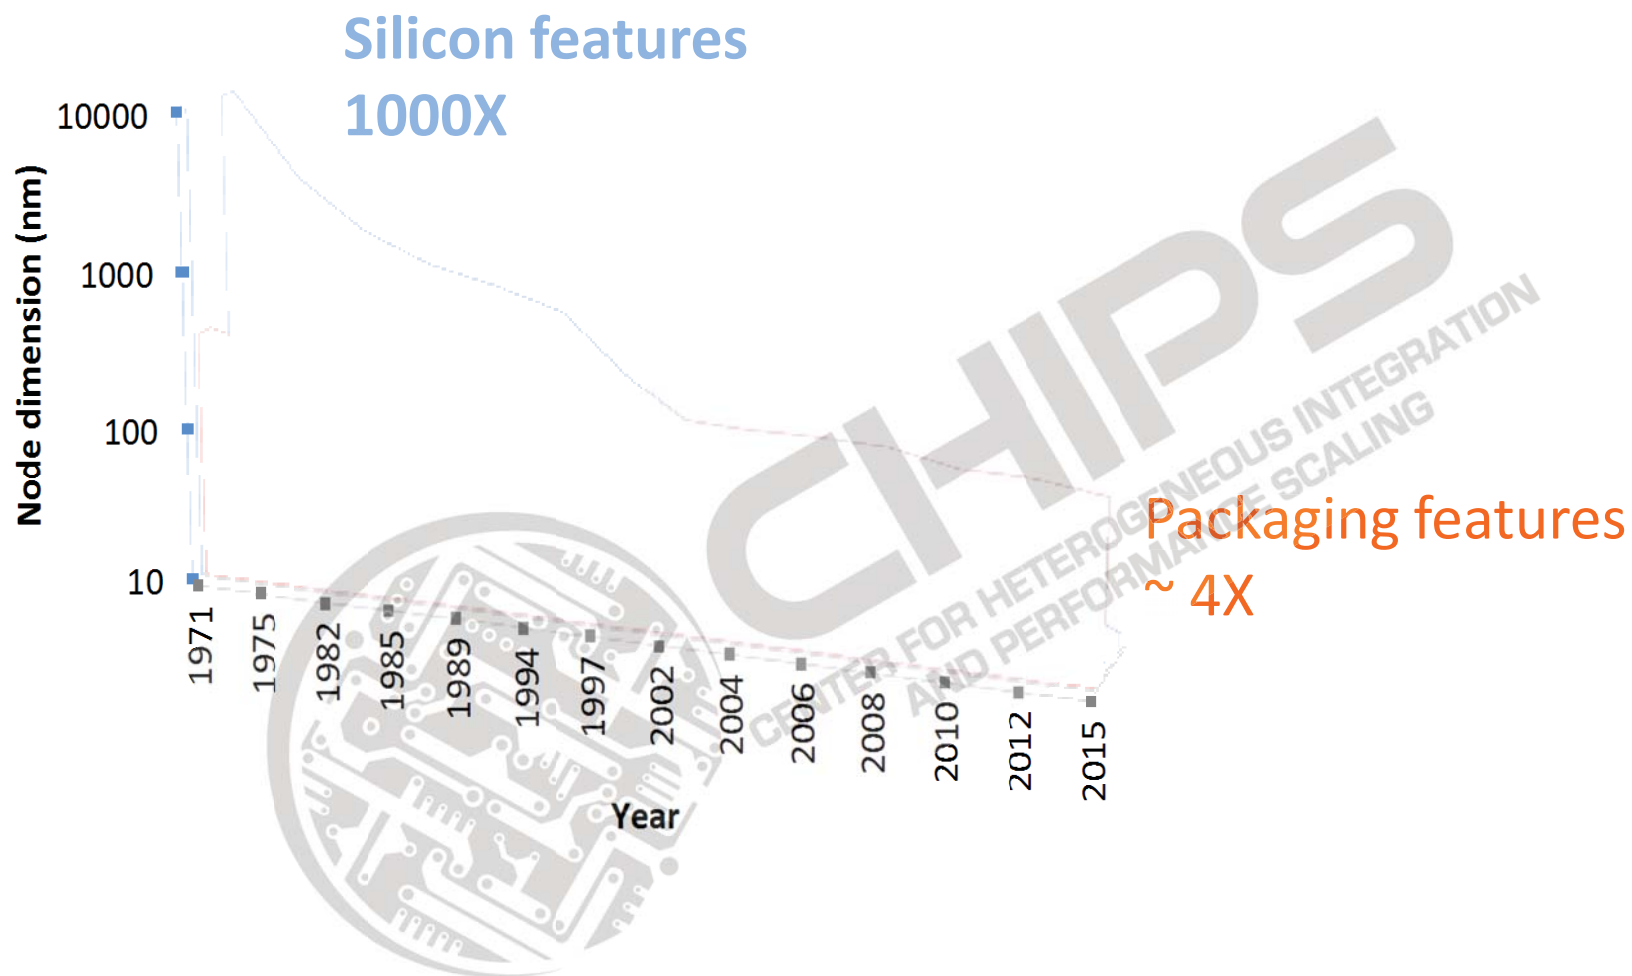 Silicon features
1000X
Node dimension (nm)
10000
1000
100
10
1971
1975
1982
1985
1989
1994
1997
2002
2004
2006
2008
2010
2012
2015
Year
Packaging features
~ 4X
CHIPS
CENTER FOR HETEROGENEOUS INTEGRATION
AND PERFORMANCE SCALING